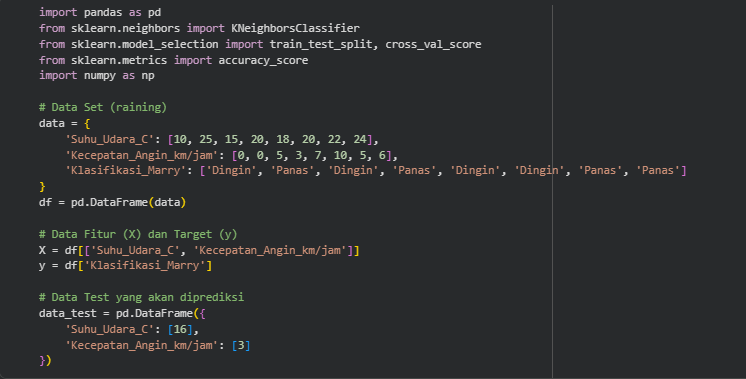 import pandas as pd
from sklearn.neighbors import KNeighborsClassifier
from sklearn.model_selection import train_test_split, cross_val_score
from sklearn.metrics import accuracy_score
import numpy as np

# Data Set (raining)
data = {
    'Suhu_Udara_C': [10, 25, 15, 20, 18, 20, 22, 24],
    'Kecepatan_Angin_km/jam': [0, 0, 5, 3, 7, 10, 5, 6],
    'Klasifikasi_Marry': ['Dingin', 'Panas', 'Dingin', 'Panas', 'Dingin', 'Dingin', 'Panas', 'Panas']
}
df = pd.DataFrame(data)

# Data Fitur (X) dan Target (y)
X = df[['Suhu_Udara_C', 'Kecepatan_Angin_km/jam']]
y = df['Klasifikasi_Marry']

# Data Test yang akan diprediksi
data_test = pd.DataFrame({
    'Suhu_Udara_C': [16],
    'Kecepatan_Angin_km/jam': [3]
})